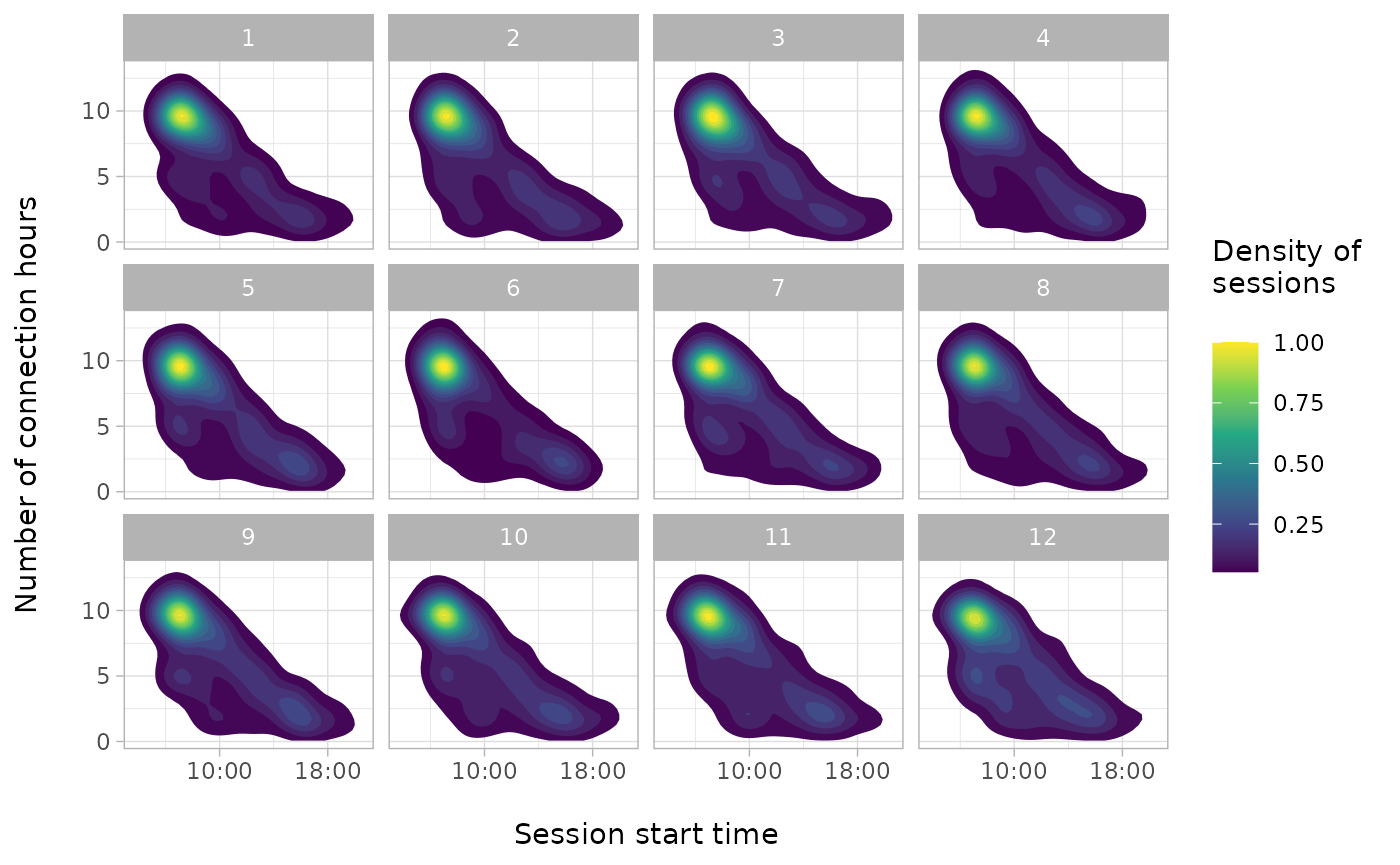 1 2 3 4
10
5
0
5 6 7 8
10
5
0
9 10 11 12
10
5
0
10:00 18:00 10:00 18:00 10:00 18:00 10:00 18:00
Session start time
Number of connection hours
Density of
sessions
1.00
0.75
0.50
0.25